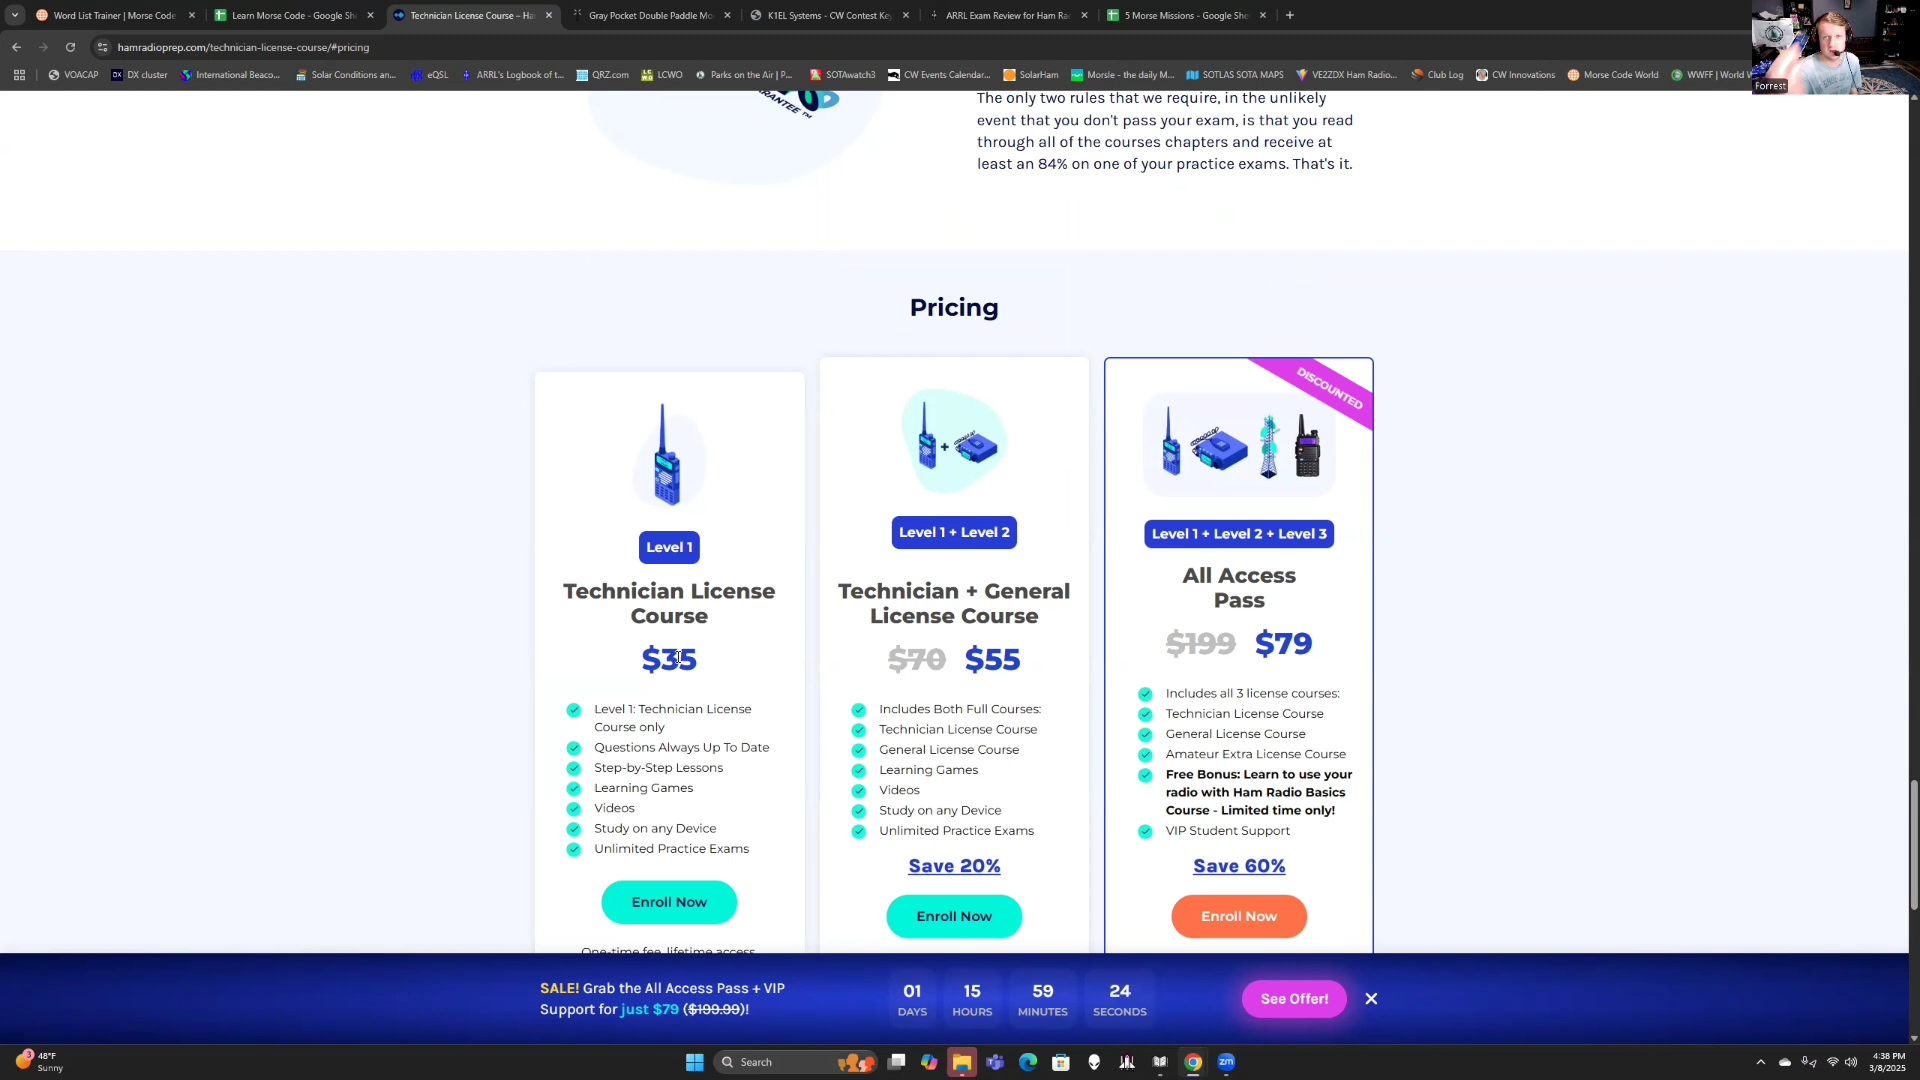 Word List Trainer | Morse Code
Learn Morse Code - Google She
Technician License Course – Ha
Gray Pocket Double Paddle Mo
K1EL Systems - CW Contest Key
ARRL Exam Review for Ham Ra
5 Morse Missions - Google She
hamradioprep.com/technician-license-course/#pricing
VOACAP
DX cluster
International Beaco...
Solar Conditions an...
eQSL
ARRL's Logbook of t...
QRZ.com
LCWO
Parks on the Air | P...
SOTAwatch3
CW Events Calendar...
SolarHam
Morsle - the daily M...
SOTLAS SOTA MAPS
VE2ZDX Ham Radio...
Club Log
CW Innovations
Morse Code World
WWFF | World W
Forrest
RANTEE™
The only two rules that we require, in the unlikely
event that you don't pass your exam, is that you read
through all of the courses chapters and receive at
least an 84% on one of your practice exams. That's it.
Pricing
Level 1
Technician License
Course
$35
Level 1: Technician License
Course only
Questions Always Up To Date
Step-by-Step Lessons
Learning Games
Videos
Study on any Device
Unlimited Practice Exams
Enroll Now
One-time fee, lifetime access
Level 1 + Level 2
Technician + General
License Course
$70 $55
Includes Both Full Courses:
Technician License Course
General License Course
Learning Games
Videos
Study on any Device
Unlimited Practice Exams
Save 20%
Enroll Now
DISCOUNTED
Level 1 + Level 2 + Level 3
All Access
Pass
$199 $79
Includes all 3 license courses:
Technician License Course
General License Course
Amateur Extra License Course
Free Bonus: Learn to use your
radio with Ham Radio Basics
Course - Limited time only!
VIP Student Support
Save 60%
Enroll Now
SALE! Grab the All Access Pass + VIP
Support for just $79 ($199.99)!
01 15 59 24
DAYS HOURS MINUTES SECONDS
See Offer!
48°F
Sunny
Search
zm
4:38 PM
3/8/2025